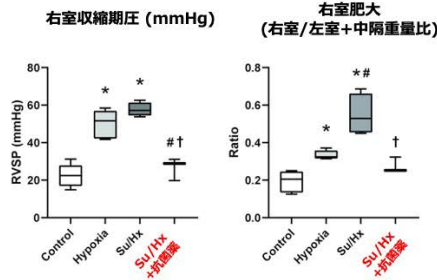 右室収縮期圧 (mmHg)
RVSP (mmHg)
80
60
40
20
0
*
*
#†
Control
Hypoxia
Su/Hx
Su/Hx
+抗菌薬
右室肥大
(右室/左室+中隔重量比)
Ratio
0.8
0.6
0.4
0.2
0.0
*
*#
†
Control
Hypoxia
Su/Hx
Su/Hx
+抗菌薬